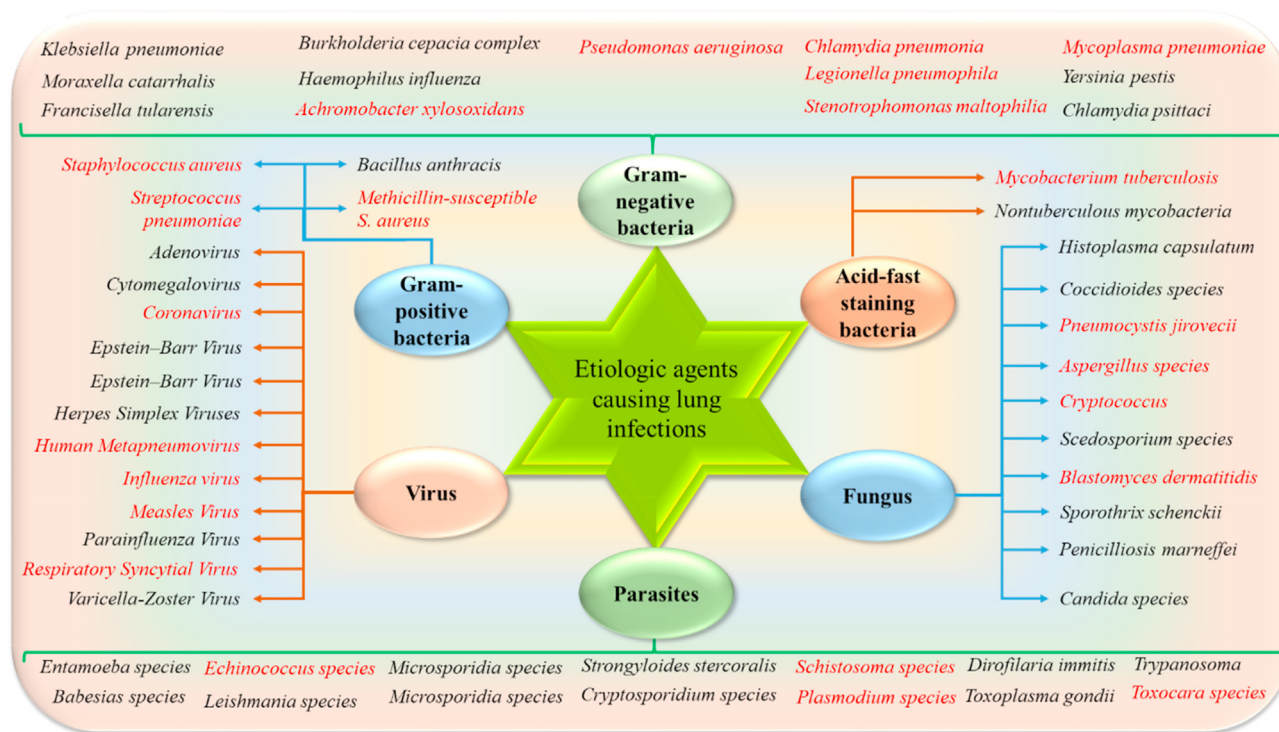 Klebsiella pneumoniae
Burkholderia cepacia complex
Pseudomonas aeruginosa
Chlamydia pneumonia
Mycoplasma pneumoniae
Moraxella catarrhalis
Haemophilus influenza
Legionella pneumophila
Yersinia pestis
Francisella tularensis
Achromobacter xylosoxidans
Stenotrophomonas maltophilia
Chlamydia psittaci
Gram-
negative
bacteria
Staphylococcus aureus
Bacillus anthracis
Streptococcus
pneumoniae
Methicillin-susceptible
S. aureus
Gram-
positive
bacteria
Mycobacterium tuberculosis
Nontuberculous mycobacteria
Acid-fast
staining
bacteria
Adenovirus
Cytomegalovirus
Coronavirus
Epstein–Barr Virus
Epstein–Barr Virus
Herpes Simplex Viruses
Human Metapneumovirus
Influenza virus
Measles Virus
Parainfluenza Virus
Respiratory Syncytial Virus
Varicella-Zoster Virus
Virus
Etiologic agents
causing lung
infections
Histoplasma capsulatum
Coccidioides species
Pneumocystis jirovecii
Aspergillus species
Cryptococcus
Scedosporium species
Blastomyces dermatitidis
Sporothrix schenckii
Penicilliosis marneffei
Candida species
Fungus
Parasites
Entamoeba species
Echinococcus species
Microsporidia species
Strongyloides stercoralis
Schistosoma species
Dirofilaria immitis
Trypanosoma
Babesias species
Leishmania species
Microsporidia species
Cryptosporidium species
Plasmodium species
Toxoplasma gondii
Toxocara species